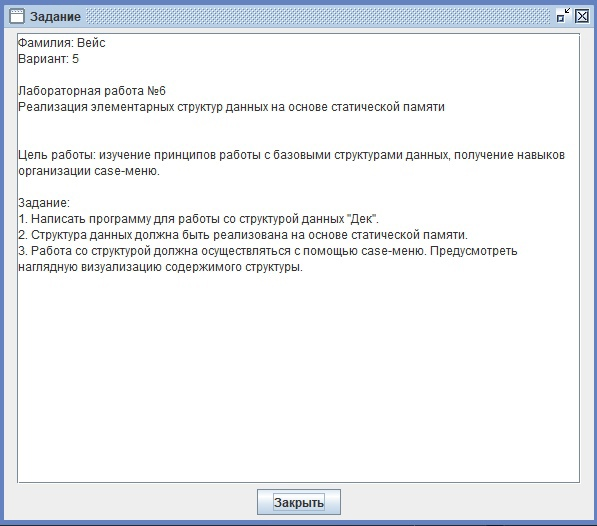 Задание
Фамилия: Вейс
Вариант: 5
Лабораторная работа №6
Реализация элементарных структур данных на основе статической памяти
Цель работы: изучение принципов работы с базовыми структурами данных, получение навыков
организации case-меню.
Задание:
1. Написать программу для работы со структурой данных "Дек".
2. Структура данных должна быть реализована на основе статической памяти.
3. Работа со структурой должна осуществляться с помощью case-меню. Предусмотреть
наглядную визуализацию содержимого структуры.
Закрыть